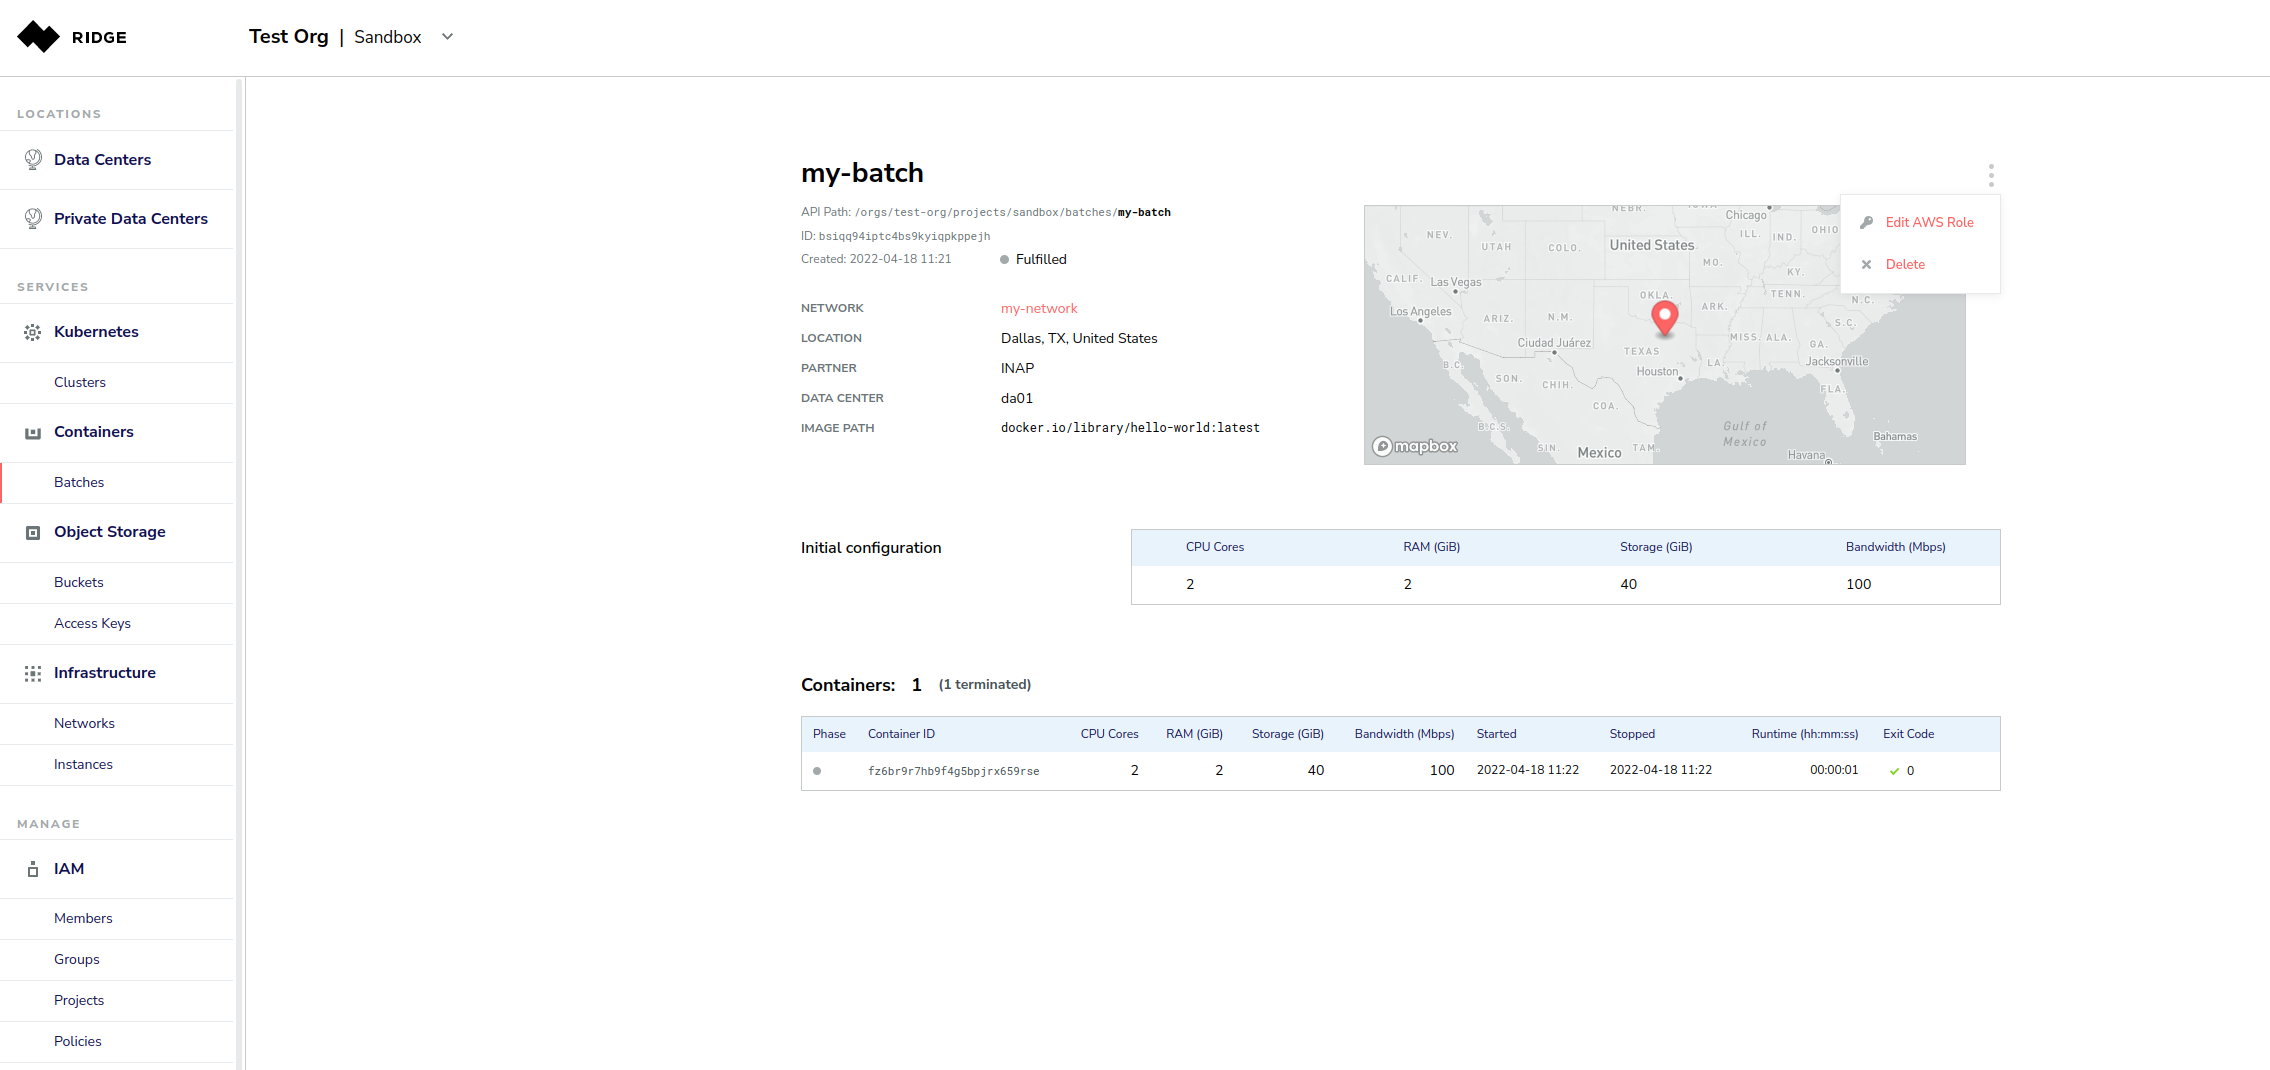 RIDGE
Test Org | Sandbox
LOCATIONS
Data Centers
Private Data Centers
SERVICES
Kubernetes
Clusters
Containers
Batches
Object Storage
Buckets
Access Keys
Infrastructure
Networks
Instances
MANAGE
IAM
Members
Groups
Projects
Policies
my-batch
API Path: /orgs/test-org/projects/sandbox/batches/my-batch
ID: bsiqq94iptc4bs9kyiqpkppejh
Created: 2022-04-18 11:21 Fulfilled
NETWORK my-network
LOCATION Dallas, TX, United States
PARTNER INAP
DATA CENTER da01
IMAGE PATH docker.io/library/hello-world:latest
Edit AWS Role
Delete
NEBR.
Chicago
NEV.
UTAH
COLO.
United States
ILL.
IND.
OHIO
MO.
KY.
CALIF.
Las Vegas
OKLA.
ARK.
TENN.
N.C.
Los Angeles
ARIZ.
N.M.
S.C.
MISS.
ALA.
GA.
Ciudad Juárez
TEXAS
LA.
Jacksonville
B.C.
SON.
CHIH.
Houston
FLA.
COA.
B.C.S.
Gulf of
Mexico
Bahamas
mapbox
SIN.
Mexico
TAM.
Havana
Initial configuration
CPU Cores RAM (GiB) Storage (GiB) Bandwidth (Mbps)
2 2 40 100
Containers: 1 (1 terminated)
Phase Container ID CPU Cores RAM (GiB) Storage (GiB) Bandwidth (Mbps) Started Stopped Runtime (hh:mm:ss) Exit Code
fz6br9r7hb9f4g5bpjrx659rse 2 2 40 100 2022-04-18 11:22 2022-04-18 11:22 00:00:01 0